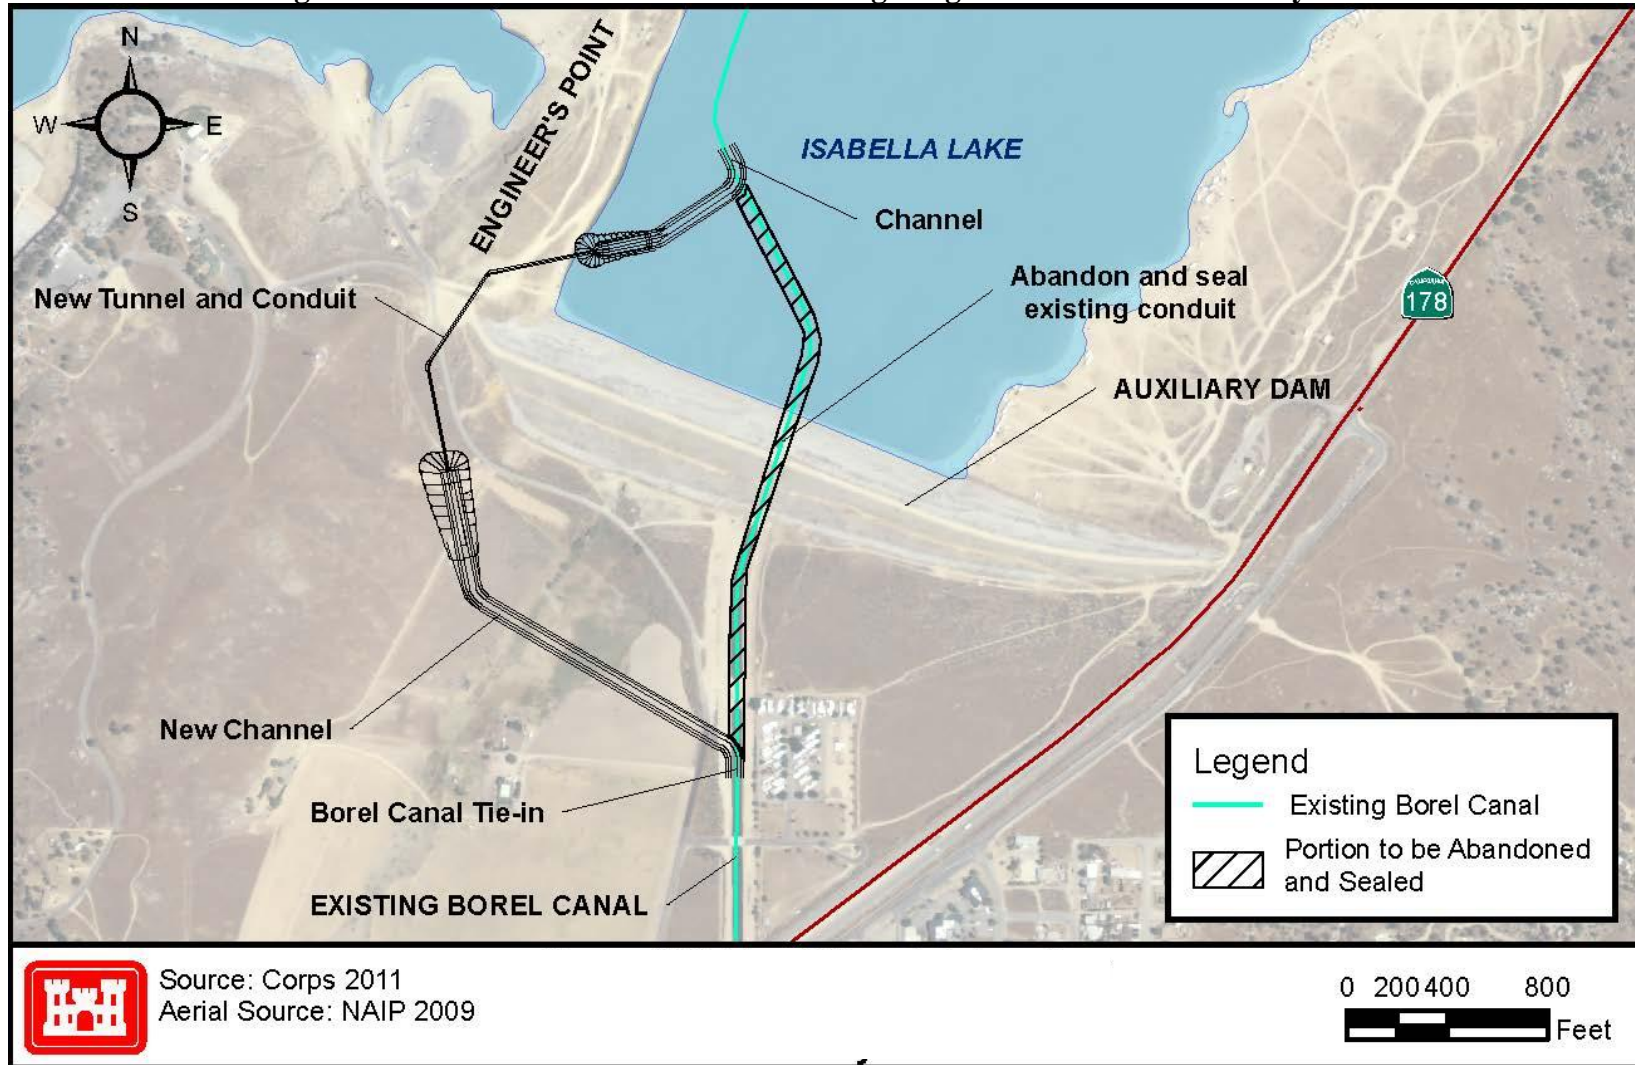 N
W E
S
ENGINEER'S POINT
ISABELLA LAKE
Channel
New Tunnel and Conduit
Abandon and seal
existing conduit
178
AUXILIARY DAM
New Channel
Borel Canal Tie-in
EXISTING BOREL CANAL
Legend
Existing Borel Canal
Portion to be Abandoned
and Sealed
Source: Corps 2011
Aerial Source: NAIP 2009
0 200 400 800
Feet